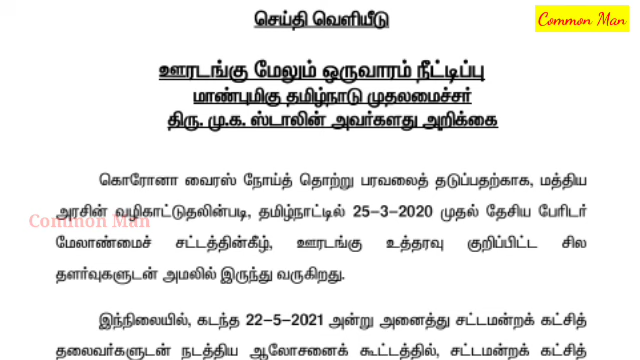 செய்தி வெளியீடு
Common Man
ஊரடங்கு மேலும் ஒருவாரம் நீட்டிப்பு
மாண்புமிகு தமிழ்நாடு முதலமைச்சர்
திரு. மு.க. ஸ்டாலின் அவர்களது அறிக்கை
கொரோனா வைரஸ் நோய்த் தொற்று பரவலைத் தடுப்பதற்காக, மத்திய
அரசின் வழிகாட்டுதலின்படி, தமிழ்நாட்டில் 25-3-2020 முதல் தேசிய பேரிடர்
Common Man
மேலாண்மைச் சட்டத்தின்கீழ், ஊரடங்கு உத்தரவு குறிப்பிட்ட சில
தளர்வுகளுடன் அமலில் இருந்து வருகிறது.
இந்நிலையில், கடந்த 22-5-2021 அன்று அனைத்து சட்டமன்றக் கட்சித்
தலைவர்களுடன் நடத்திய ஆலோசனைக் கூட்டத்தில், சட்டமன்றக் கட்சித்